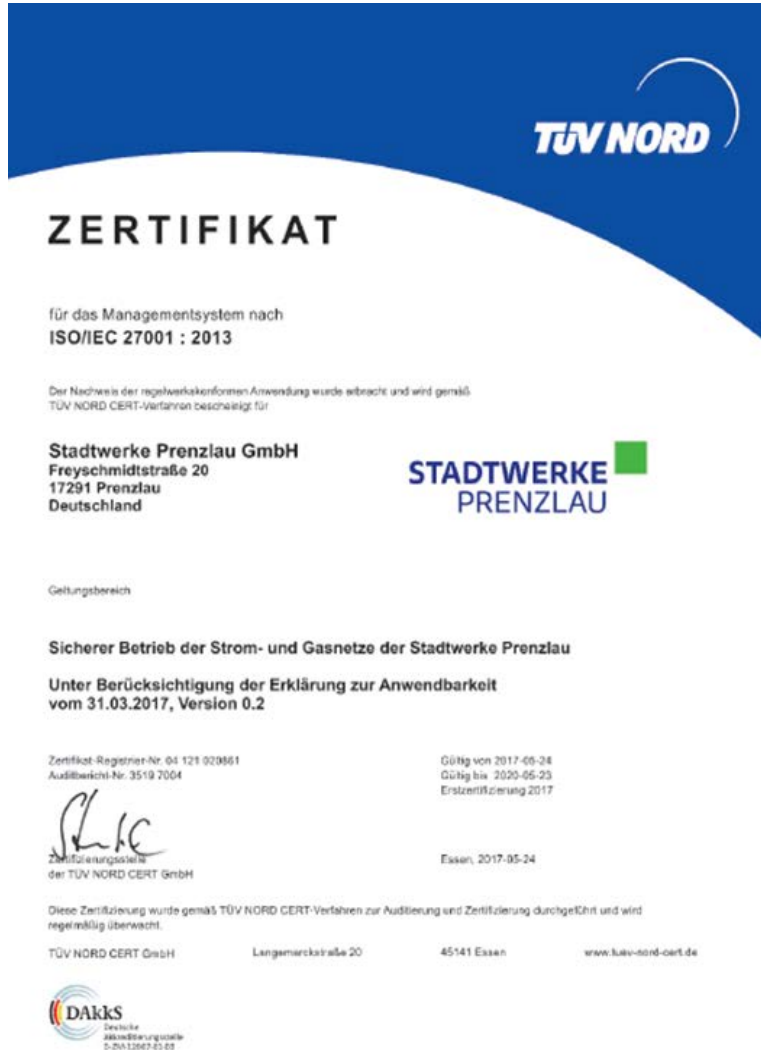 TÜV NORD
ZERTIFIKAT
für das Managementsystem nach
ISO/IEC 27001 : 2013
Der Nachweis der regelwerkskonformen Anwendung wurde erbracht und wird gemäß
TÜV NORD CERT-Verfahren bescheinigt für
Stadtwerke Prenzlau GmbH
Freyschmidtstraße 20
17291 Prenzlau
Deutschland
STADTWERKE
PRENZLAU
Geltungsbereich
Sicherer Betrieb der Strom- und Gasnetze der Stadtwerke Prenzlau
Unter Berücksichtigung der Erklärung zur Anwendbarkeit
vom 31.03.2017, Version 0.2
Zertifikat-Registrier-Nr. 04 121 020861
Auditbericht-Nr. 3519 7004
Gültig von 2017-05-24
Gültig bis 2020-05-23
Erstzertifizierung 2017
Zertifizierungsstelle
der TÜV NORD CERT GmbH
Essen, 2017-05-24
Diese Zertifizierung wurde gemäß TÜV NORD CERT-Verfahren zur Auditierung und Zertifizierung durchgeführt und wird
regelmäßig überwacht.
TÜV NORD CERT GmbH Langemarckstraße 20 45141 Essen www.tuev-nord-cert.de
DAkkS
Deutsche
Akkreditierungsstelle